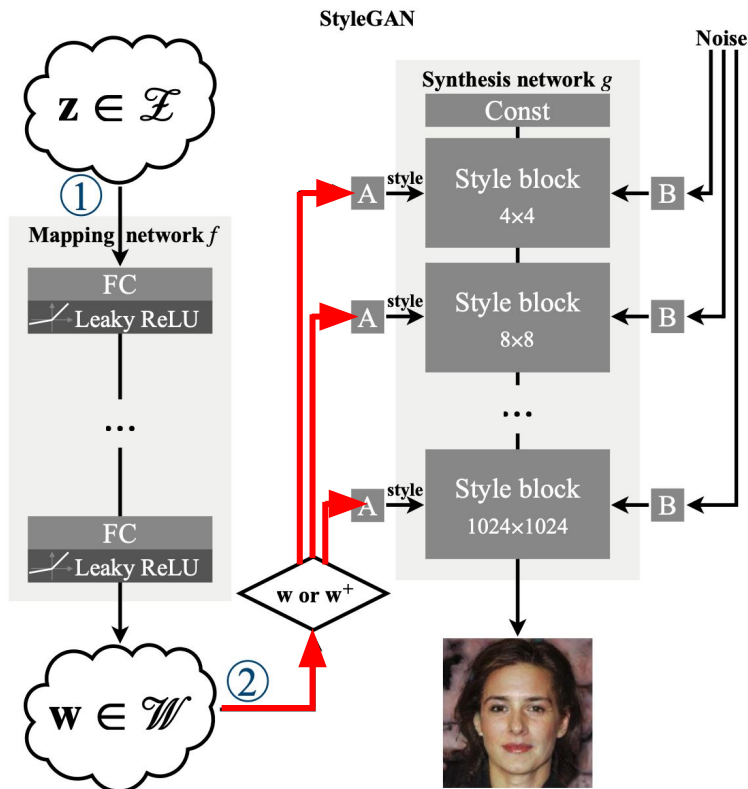 StyleGAN
z ∈ 𝒵
①
Mapping network f
FC
Leaky ReLU
...
FC
Leaky ReLU
w ∈ 𝒲
②
w or w⁺
Noise
Synthesis network g
Const
A
style
Style block
4×4
B
A
style
Style block
8×8
B
...
A
style
Style block
1024×1024
B